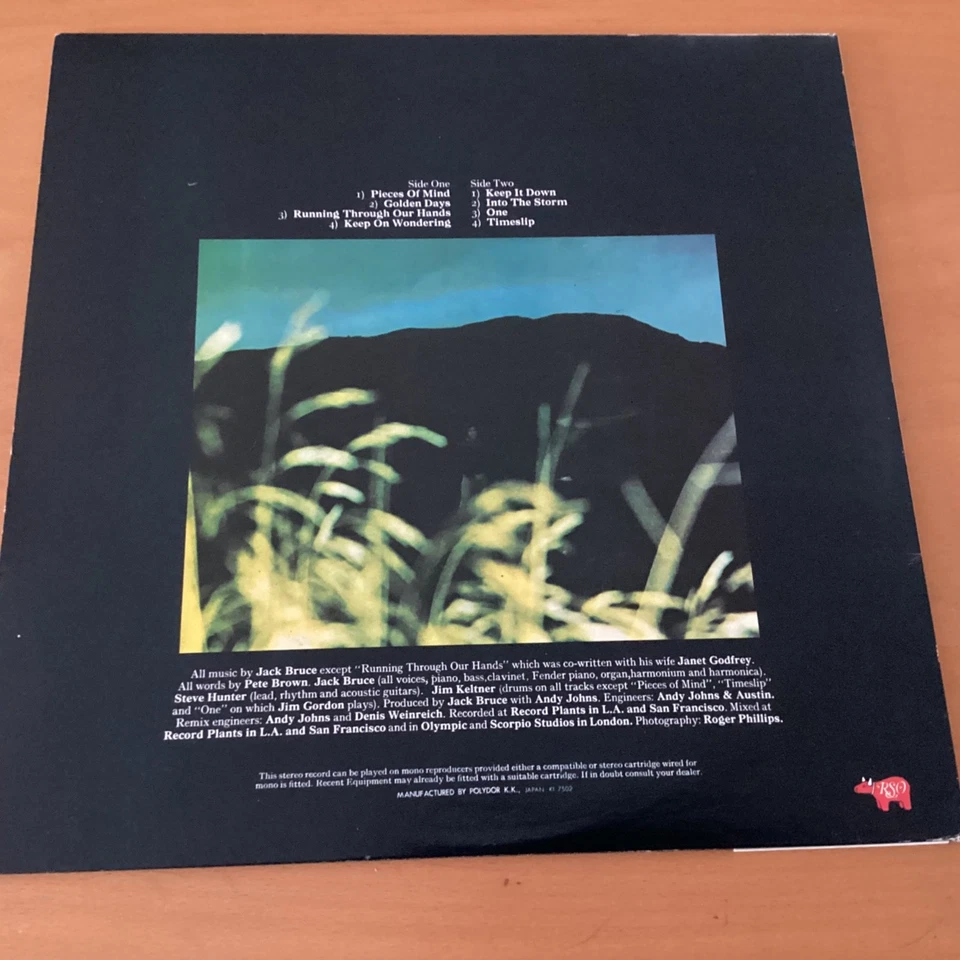 Side One
1) Pieces Of Mind
2) Golden Days
3) Running Through Our Hands
4) Keep On Wondering
Side Two
1) Keep It Down
2) Into The Storm
3) One
4) Timeslip
All music by Jack Bruce except "Running Through Our Hands" which was co-written with his wife Janet Godfrey.
All words by Pete Brown. Jack Bruce (all voices, piano, bass,clavinet, Fender piano, organ,harmonium and harmonica).
Steve Hunter (lead, rhythm and acoustic guitars). Jim Keltner (drums on all tracks except "Pieces of Mind", "Timeslip"
and "One" on which Jim Gordon plays). Produced by Jack Bruce with Andy Johns. Engineers: Andy Johns & Austin.
Remix engineers: Andy Johns and Denis Weinreich. Recorded at Record Plants in L.A. and San Francisco. Mixed at
Record Plants in L.A. and San Francisco and in Olympic and Scorpio Studios in London. Photography: Roger Phillips.
This stereo record can be played on mono reproducers provided either a compatible or stereo cartridge wired for
mono is fitted. Recent Equipment may already be fitted with a suitable cartridge. If in doubt consult your dealer.
MANUFACTURED BY POLYDOR K.K., JAPAN
RSO